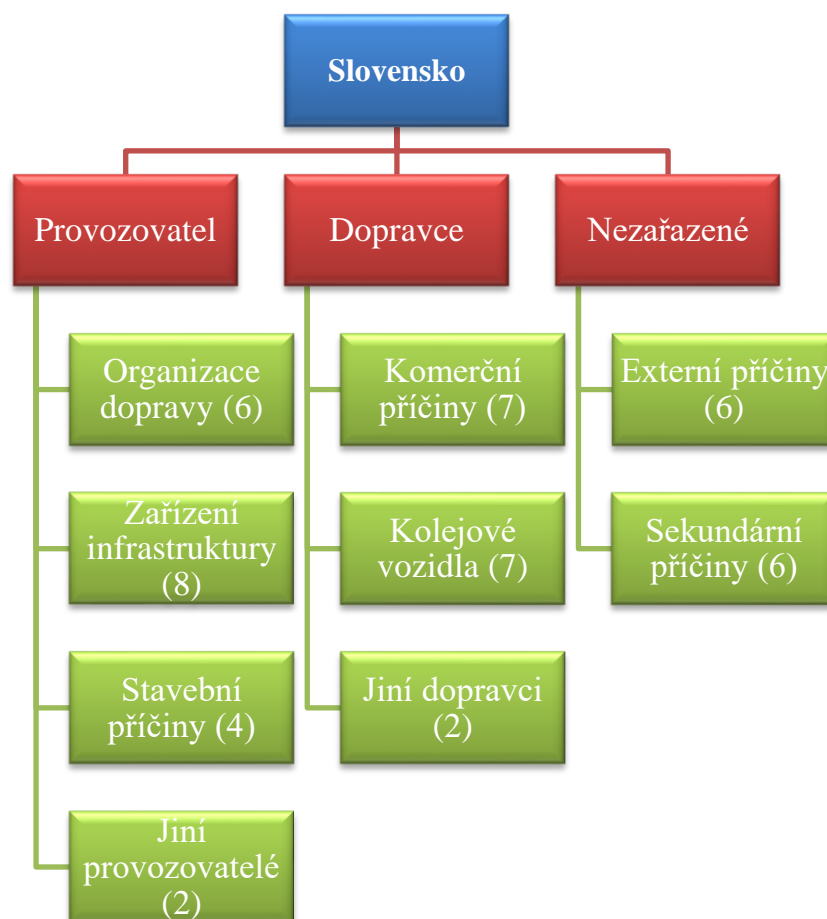 Slovensko
Provozovatel
Organizace
dopravy (6)
Zařízení
infrastruktury
(8)
Stavební
příčiny (4)
Jiní
provozovatelé
(2)
Dopravce
Komerční
příčiny (7)
Kolejové
vozidla (7)
Jiní dopravci
(2)
Nezařazené
Externí příčiny
(6)
Sekundární
příčiny (6)